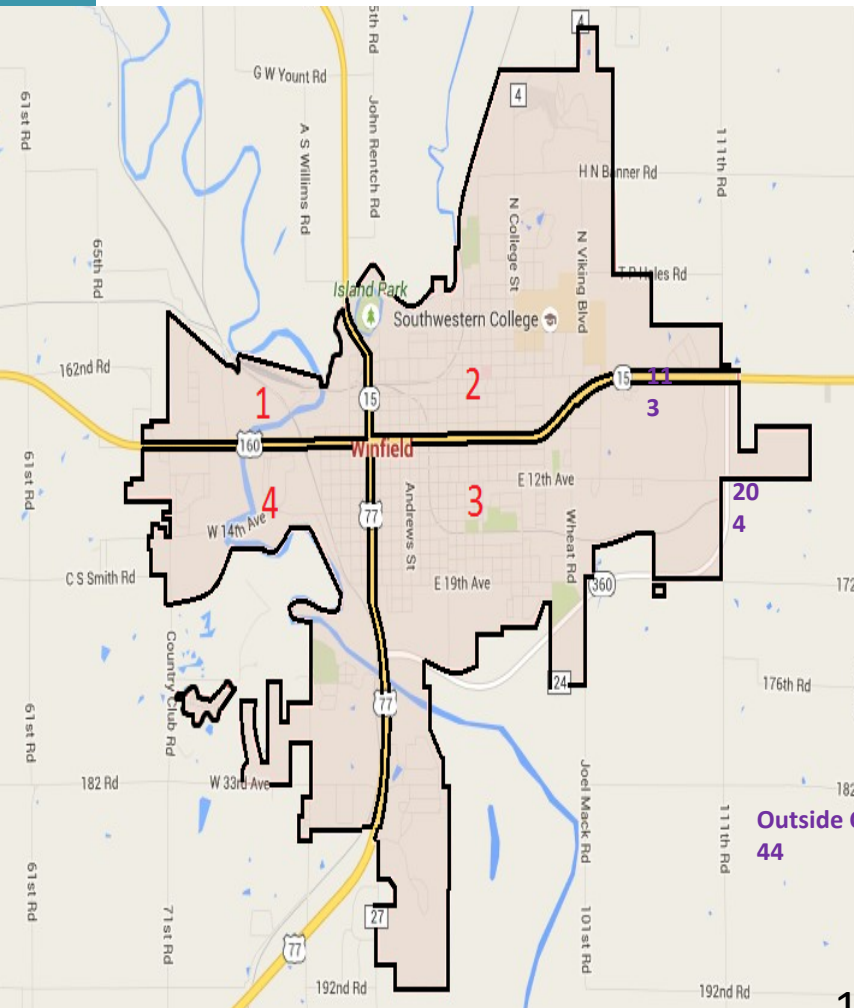 4
5th Rd
G W Yount Rd
4
61st Rd
A S Willims Rd
John Rentch Rd
111th Rd
H N Banner Rd
N College St
N Viking Blvd
65th Rd
Island Park
Southwestern College
162nd Rd
15
15
11
3
1
2
160
Winfield
61st Rd
4
3
E 12th Ave
20
4
77
Andrews St
W 14th Ave
Wheat Rd
C S Smith Rd
E 19th Ave
360
172
Country Club Rd
24
176th Rd
61st Rd
77
182 Rd
W 33rd Ave
182
Joel Mack Rd
111th Rd
Outside
44
61st Rd
71st Rd
27
101st Rd
77
192nd Rd
192nd Rd
1